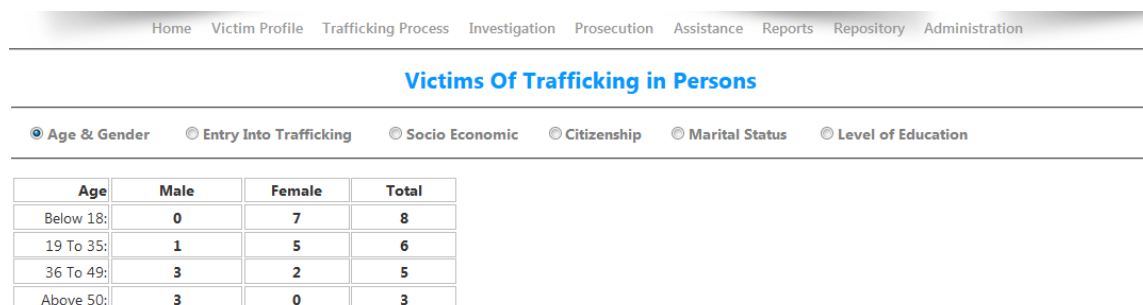 Home Victim Profile Trafficking Process Investigation Prosecution Assistance Reports Repository Administration
Victims Of Trafficking in Persons
Age & Gender Entry Into Trafficking Socio Economic Citizenship Marital Status Level of Education
Age Male Female Total
Below 18: 0 7 8
19 To 35: 1 5 6
36 To 49: 3 2 5
Above 50: 3 0 3